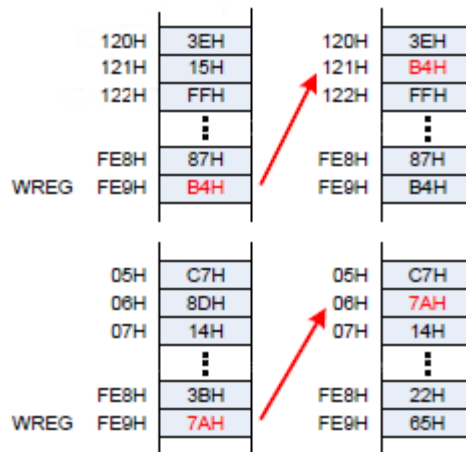 120H 3EH 120H 3EH
121H 15H 121H B4H
122H FFH 122H FFH
FE8H 87H FE8H 87H
WREG FE9H B4H FE9H B4H
05H C7H 05H C7H
06H 8DH 06H 7AH
07H 14H 07H 14H
FE8H 3BH FE8H 22H
WREG FE9H 7AH FE9H 65H